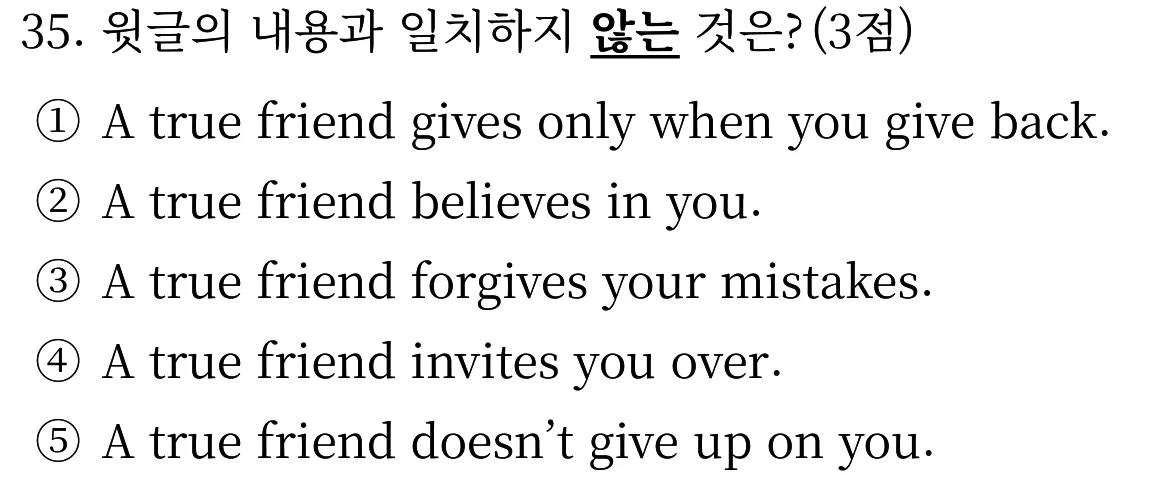 35. 윗글의 내용과 일치하지 않는 것은?(3점)
① A true friend gives only when you give back.
② A true friend believes in you.
③ A true friend forgives your mistakes.
④ A true friend invites you over.
⑤ A true friend doesn’t give up on you.